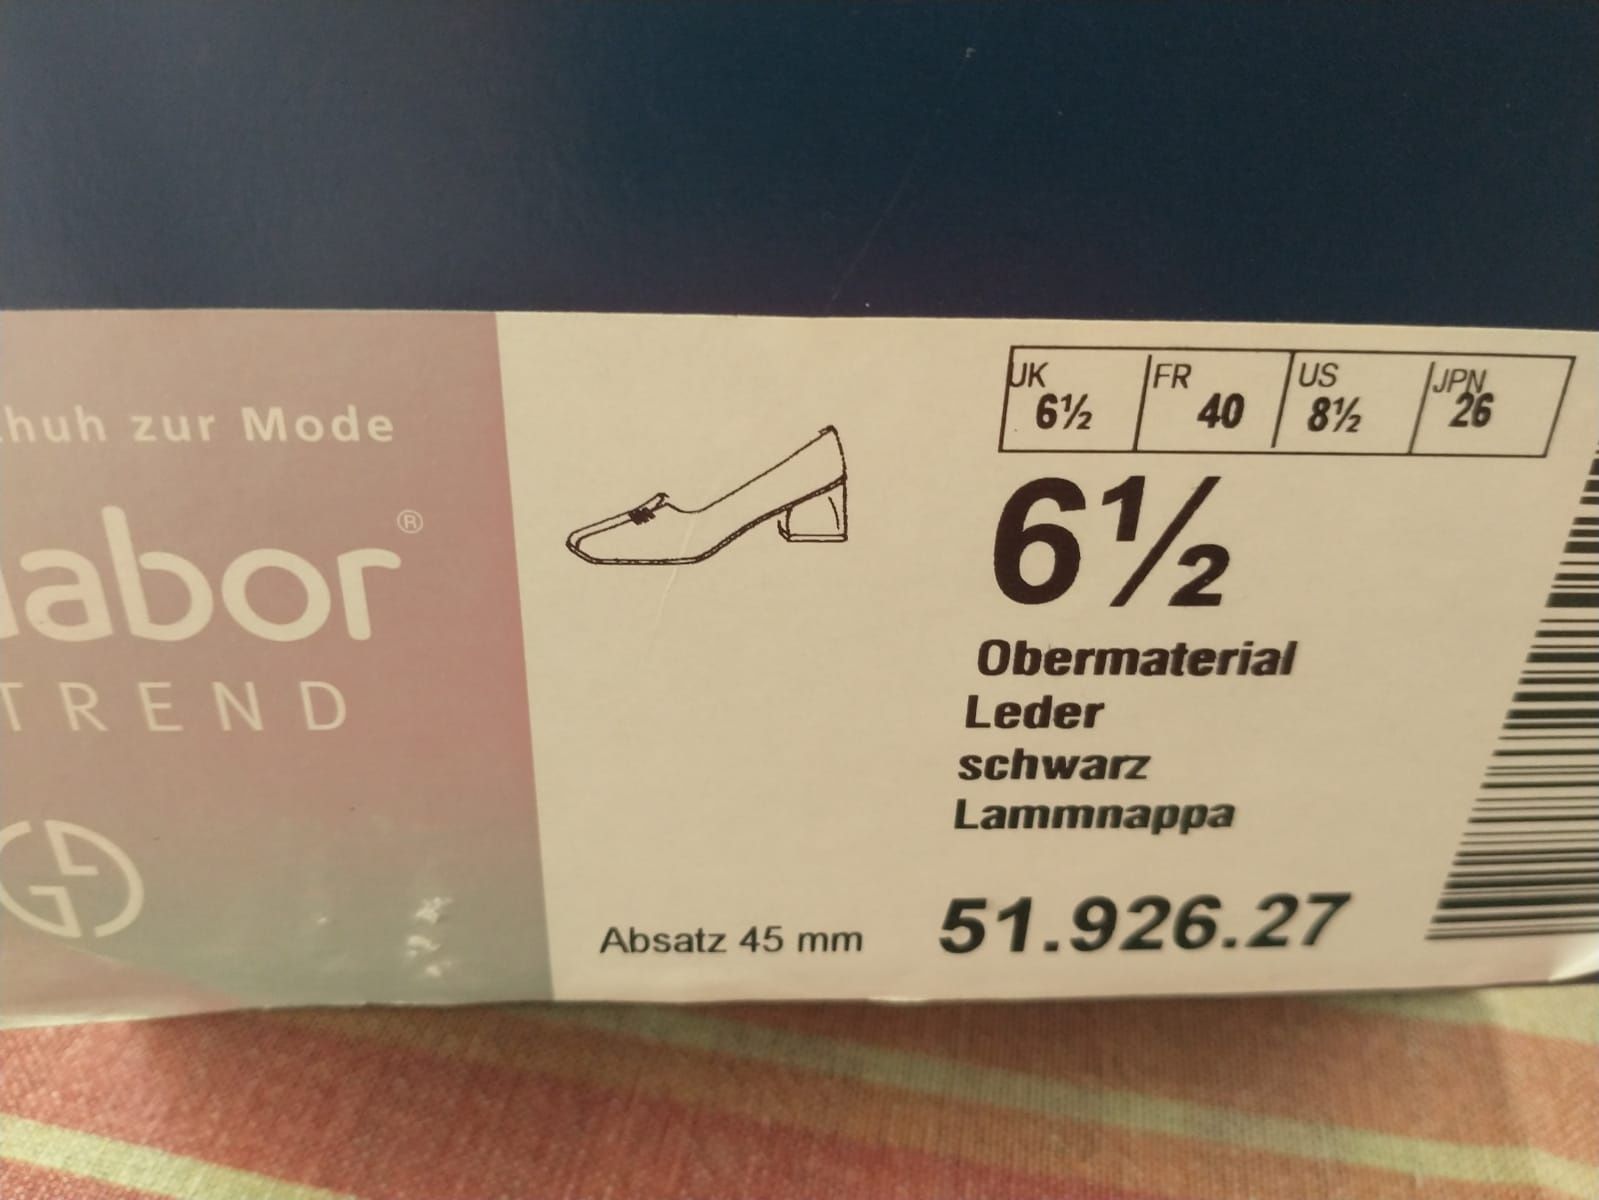 huh zur Mode
abor®
TREND
UK 6½ FR 40 US 8½ JPN 26
6½
Obermaterial
Leder
schwarz
Lammnappa
Absatz 45 mm 51.926.27